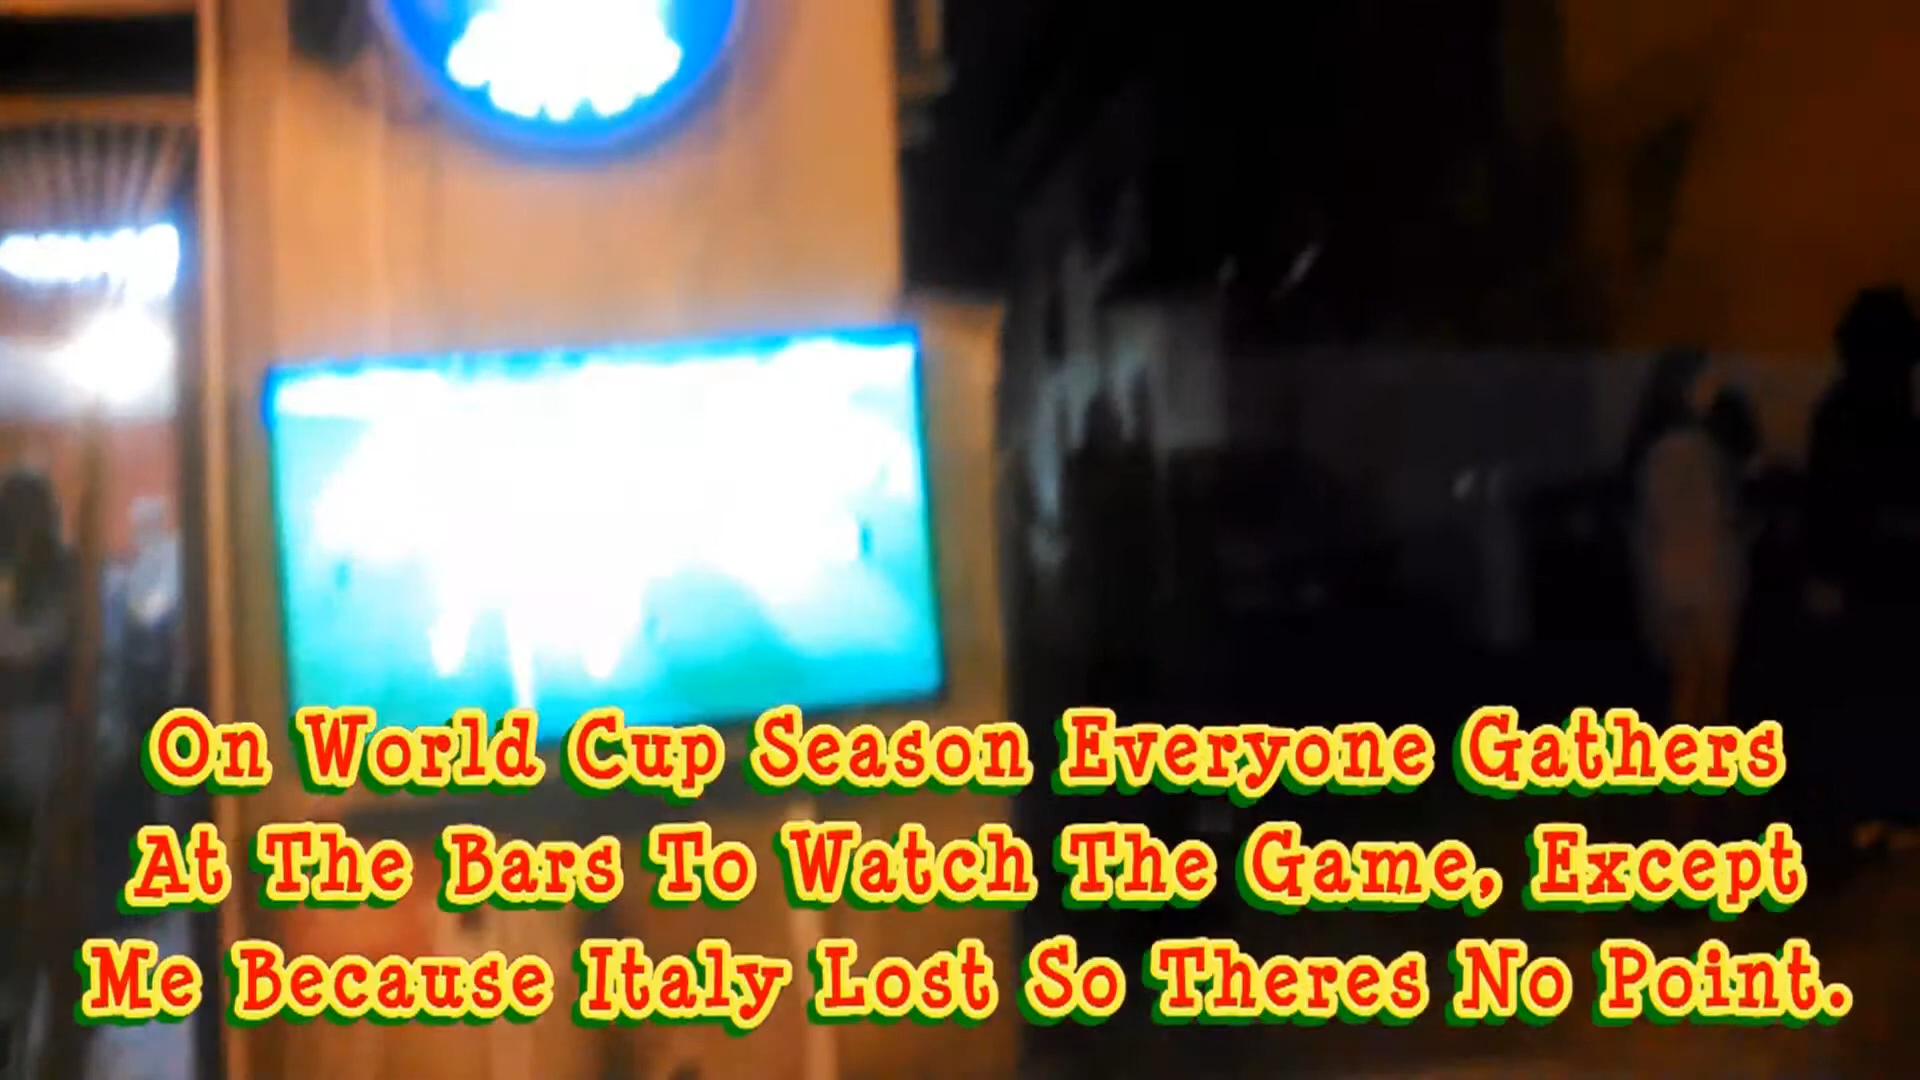 On World Cup Season Everyone Gathers
At The Bars To Watch The Game, Except
Me Because Italy Lost So Theres No Point.